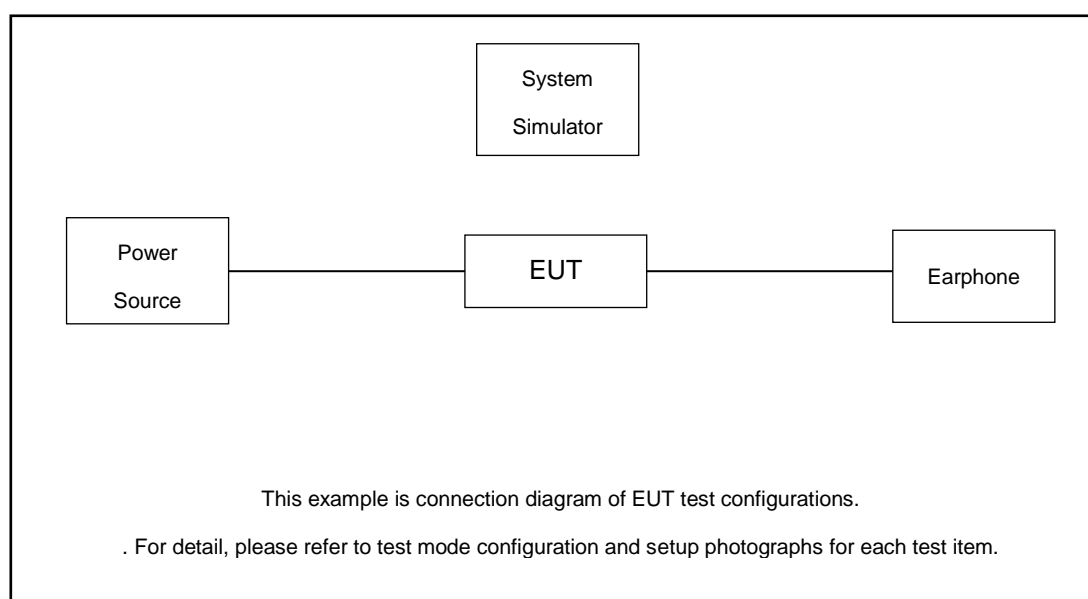 System
Simulator
Power
Source
EUT
Earphone
This example is connection diagram of EUT test configurations.
. For detail, please refer to test mode configuration and setup photographs for each test item.